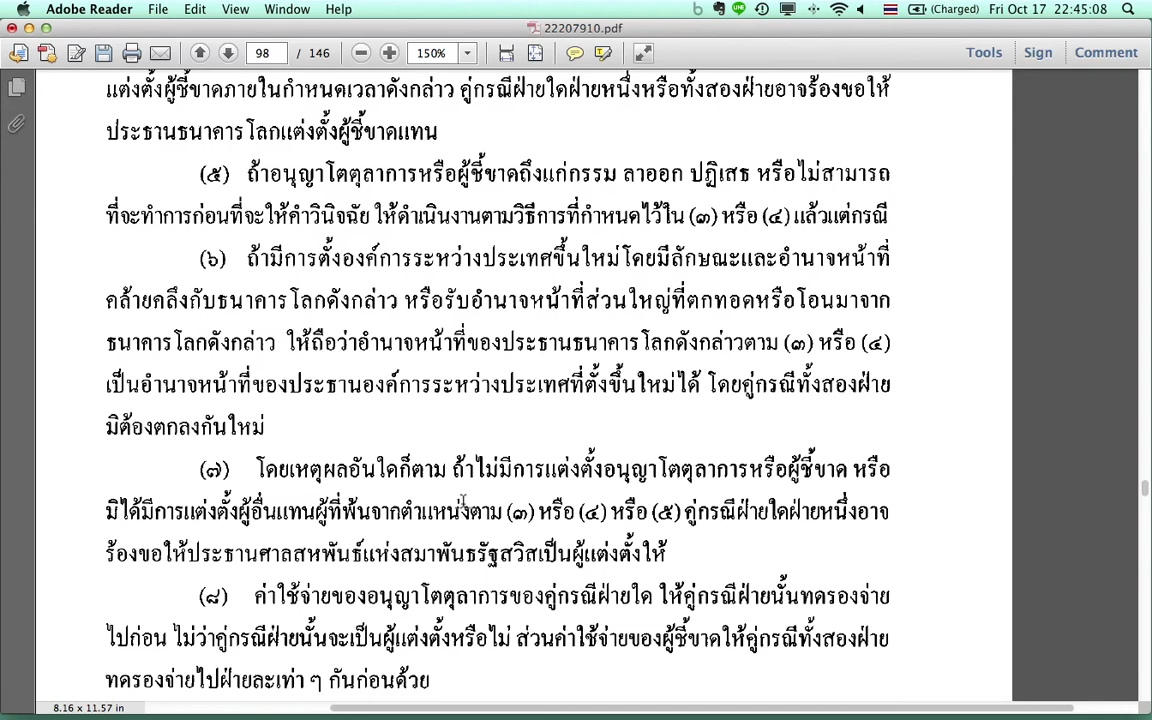 Adobe Reader File Edit View Window Help (Charged) Fri Oct 17 22:45:08
22207910.pdf
98 / 146 150% Tools Sign Comment
แต่งตั้งผู้ชี้ขาดภายในกำหนดเวลาดังกล่าว คู่กรณีฝ่ายใดฝ่ายหนึ่งหรือทั้งสองฝ่ายอาจร้องขอให้
ประธานธนาคารโลกแต่งตั้งผู้ชี้ขาดแทน
(๕) ถ้าอนุญาโตตุลาการหรือผู้ชี้ขาดถึงแก่กรรม ลาออก ปฏิเสธ หรือไม่สามารถ
ที่จะทำการก่อนที่จะให้คำวินิจฉัย ให้ดำเนินงานตามวิธีการที่กำหนดไว้ใน (๓) หรือ (๔) แล้วแต่กรณี
(๖) ถ้ามีการตั้งองค์การระหว่างประเทศขึ้นใหม่โดยมีลักษณะและอำนาจหน้าที่
คล้ายคลึงกับธนาคารโลกดังกล่าว หรือรับอำนาจหน้าที่ส่วนใหญ่ที่ตกทอดหรือโอนมาจาก
ธนาคารโลกดังกล่าว ให้ถือว่าอำนาจหน้าที่ของประธานธนาคารโลกดังกล่าวตาม (๓) หรือ (๔)
เป็นอำนาจหน้าที่ของประธานองค์การระหว่างประเทศที่ตั้งขึ้นใหม่ได้ โดยคู่กรณีทั้งสองฝ่าย
มิต้องตกลงกันใหม่
(๗) โดยเหตุผลอันใดก็ตาม ถ้าไม่มีการแต่งตั้งอนุญาโตตุลาการหรือผู้ชี้ขาด หรือ
มิได้มีการแต่งตั้งผู้อื่นแทนผู้ที่พ้นจากตำแหน่งตาม (๓) หรือ (๔) หรือ (๕) คู่กรณีฝ่ายใดฝ่ายหนึ่งอาจ
ร้องขอให้ประธานศาลสหพันธ์แห่งสมาพันธรัฐสวิสเป็นผู้แต่งตั้งให้
(๘) ค่าใช้จ่ายของอนุญาโตตุลาการของคู่กรณีฝ่ายใด ให้คู่กรณีฝ่ายนั้นทดรองจ่าย
ไปก่อน ไม่ว่าคู่กรณีฝ่ายนั้นจะเป็นผู้แต่งตั้งหรือไม่ ส่วนค่าใช้จ่ายของผู้ชี้ขาดให้คู่กรณีทั้งสองฝ่าย
ทดรองจ่ายไปฝ่ายละเท่า ๆ กันก่อนด้วย
8.16 x 11.57 in